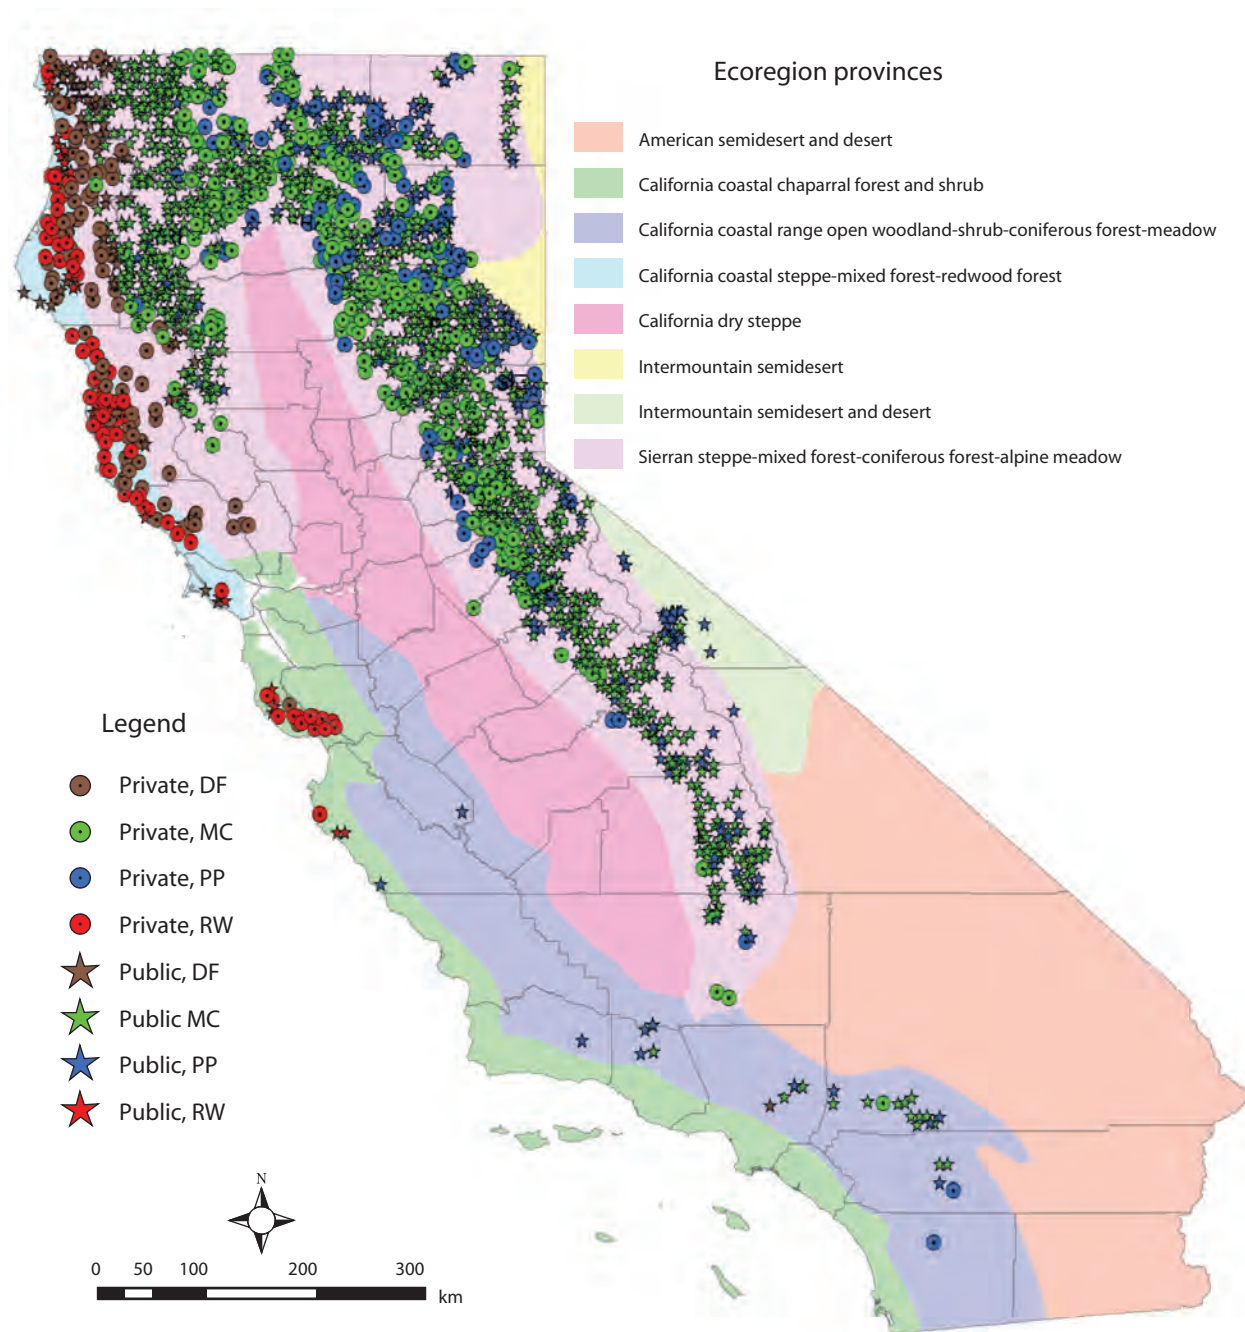 Ecoregion provinces
American semidesert and desert
California coastal chaparral forest and shrub
California coastal range open woodland-shrub-coniferous forest-meadow
California coastal steppe-mixed forest-redwood forest
California dry steppe
Intermountain semidesert
Intermountain semidesert and desert
Sierran steppe-mixed forest-coniferous forest-alpine meadow
Legend
Private, DF
Private, MC
Private, PP
Private, RW
Public, DF
Public MC
Public, PP
Public, RW
N
0 50 100 200 300
km